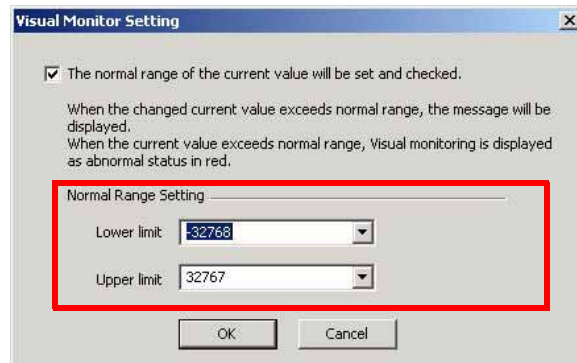 Visual Monitor Setting
The normal range of the current value will be set and checked.
When the changed current value exceeds normal range, the message will be
displayed.
When the current value exceeds normal range, Visual monitoring is displayed
as abnormal status in red.
Normal Range Setting
Lower limit -32768
Upper limit 32767
OK Cancel